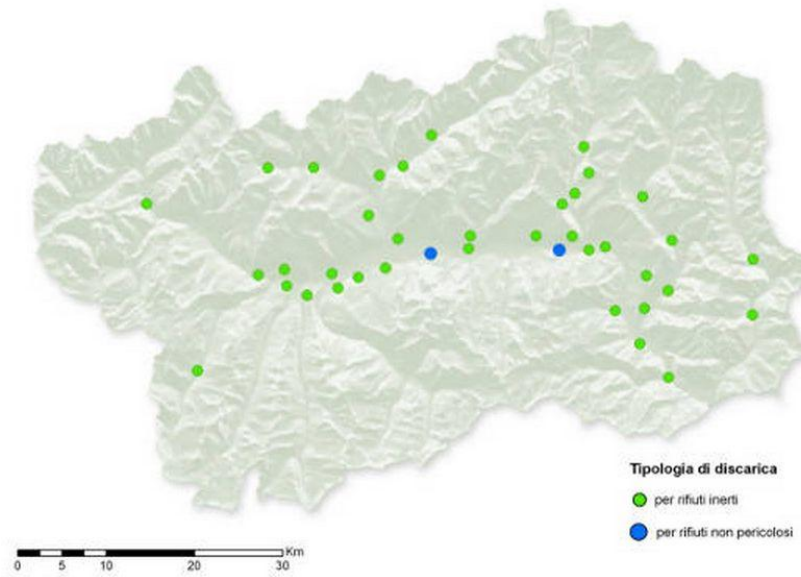 Tipologia di discarica
per rifiuti inerti
per rifiuti non pericolosi
Km
0 5 10 20 30